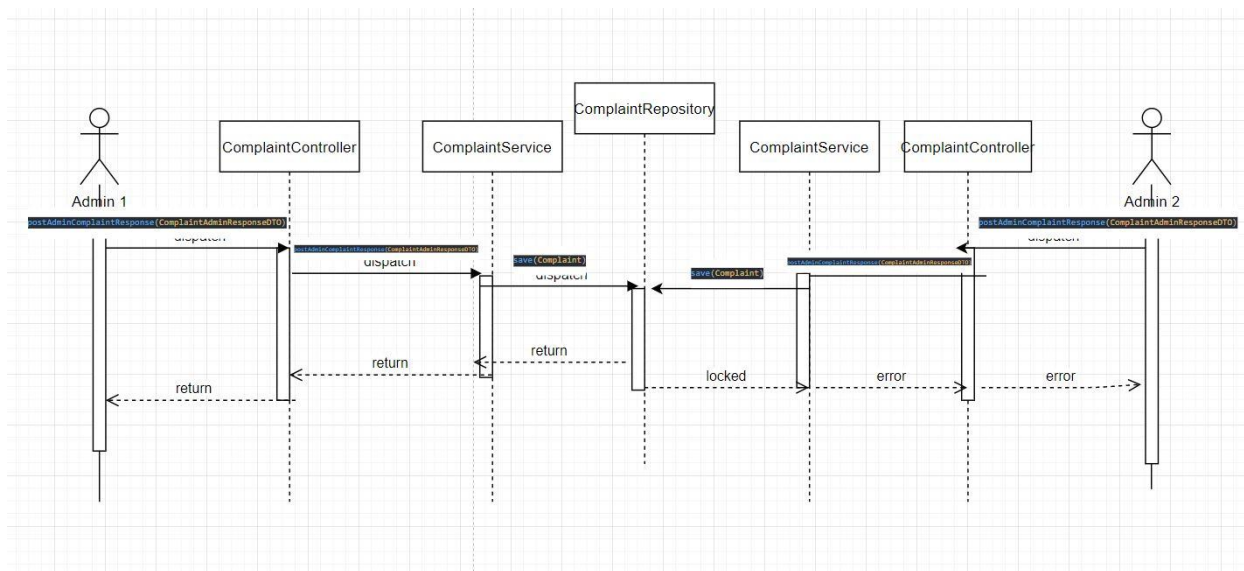 ComplaintRepository
ComplaintController
ComplaintService
ComplaintService
ComplaintController
Admin 1
Admin 2
postAdminComplaintResponse(ComplaintAdminResponseDTO)
postAdminComplaintResponse(ComplaintAdminResponseDTO)
dispatch
dispatch
postAdminComplaintResponse(ComplaintAdminResponseDTO)
save(Complaint)
postAdminComplaintResponse(ComplaintAdminResponseDTO)
dispatch
save(Complaint)
dispatch
return
return
return
locked
error
error